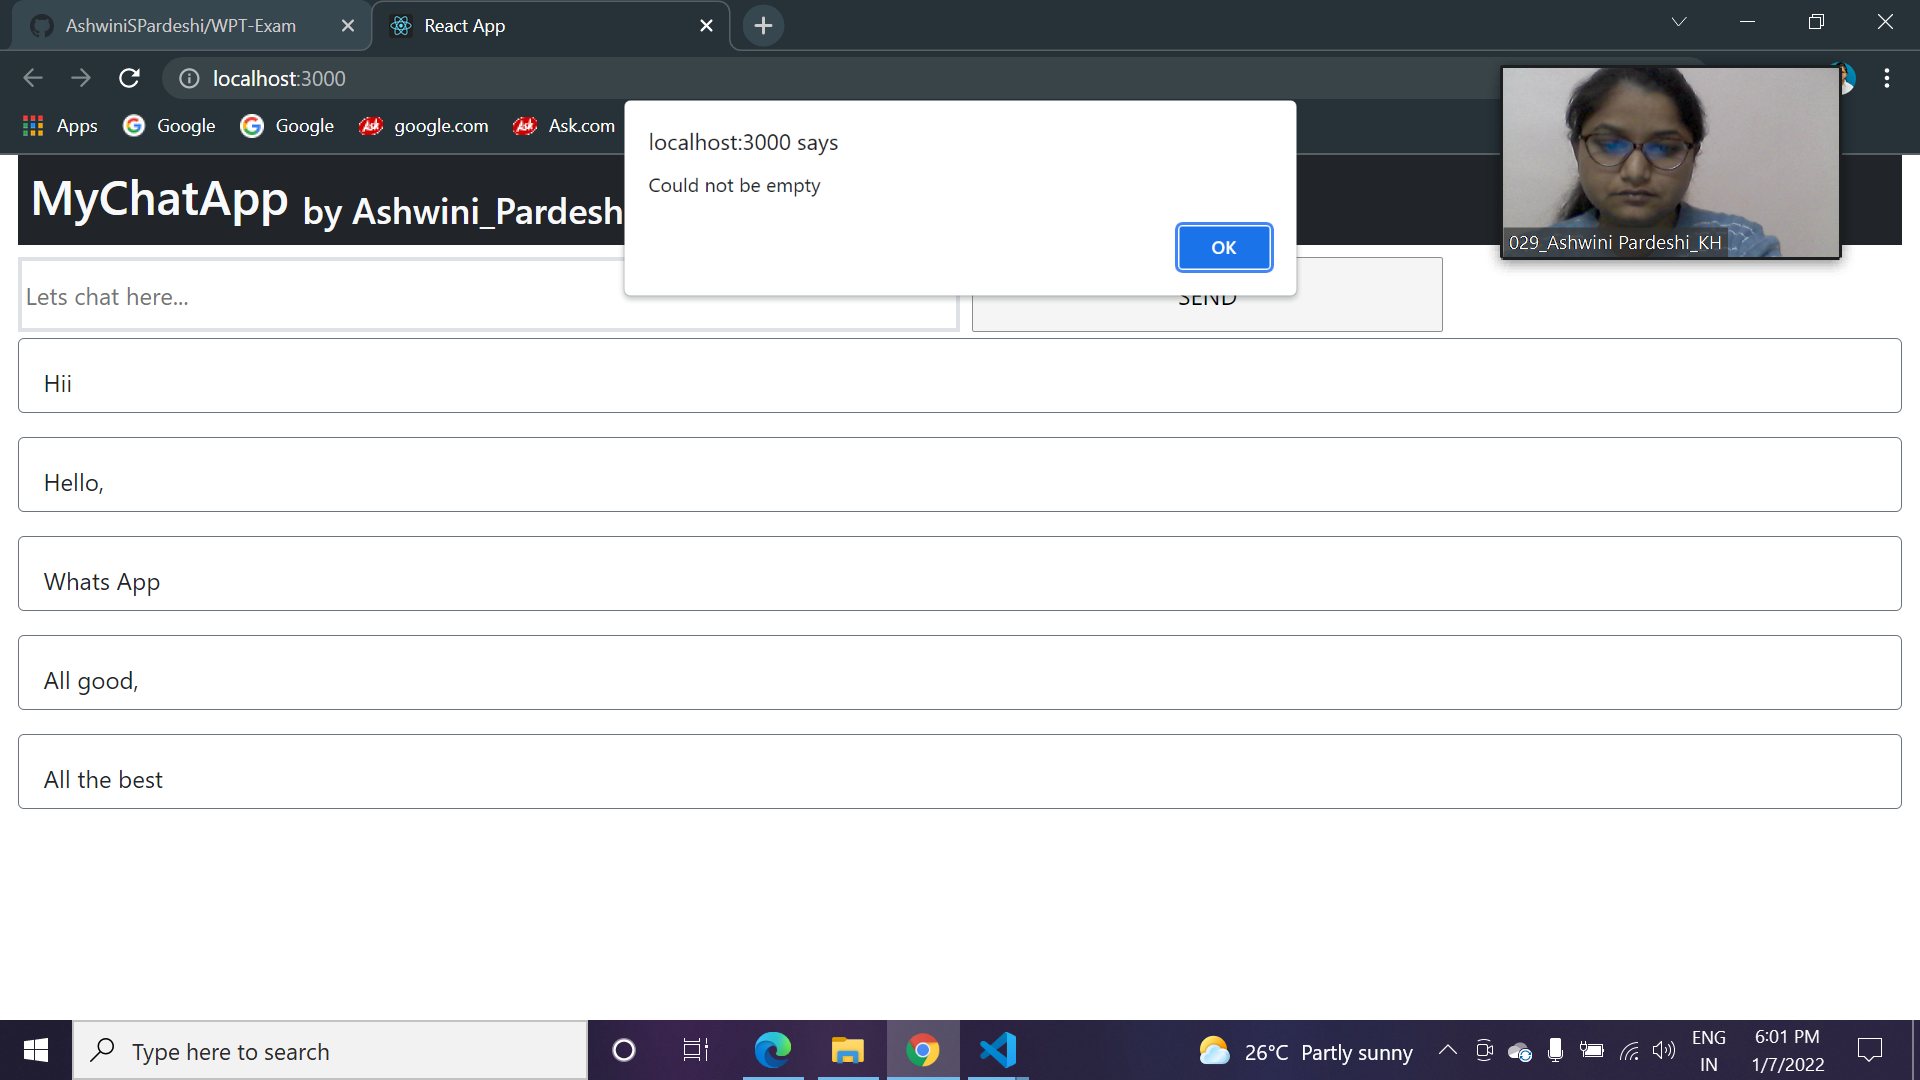 AshwiniSPardeshi/WPT-Exam
React App
localhost:3000
Apps
Google
Google
google.com
Ask.com
localhost:3000 says
Could not be empty
OK
029_Ashwini Pardeshi_KH
MyChatApp by Ashwini_Pardesh
Lets chat here...
SEND
Hii
Hello,
Whats App
All good,
All the best
Type here to search
26°C Partly sunny
ENG
IN
6:01 PM
1/7/2022